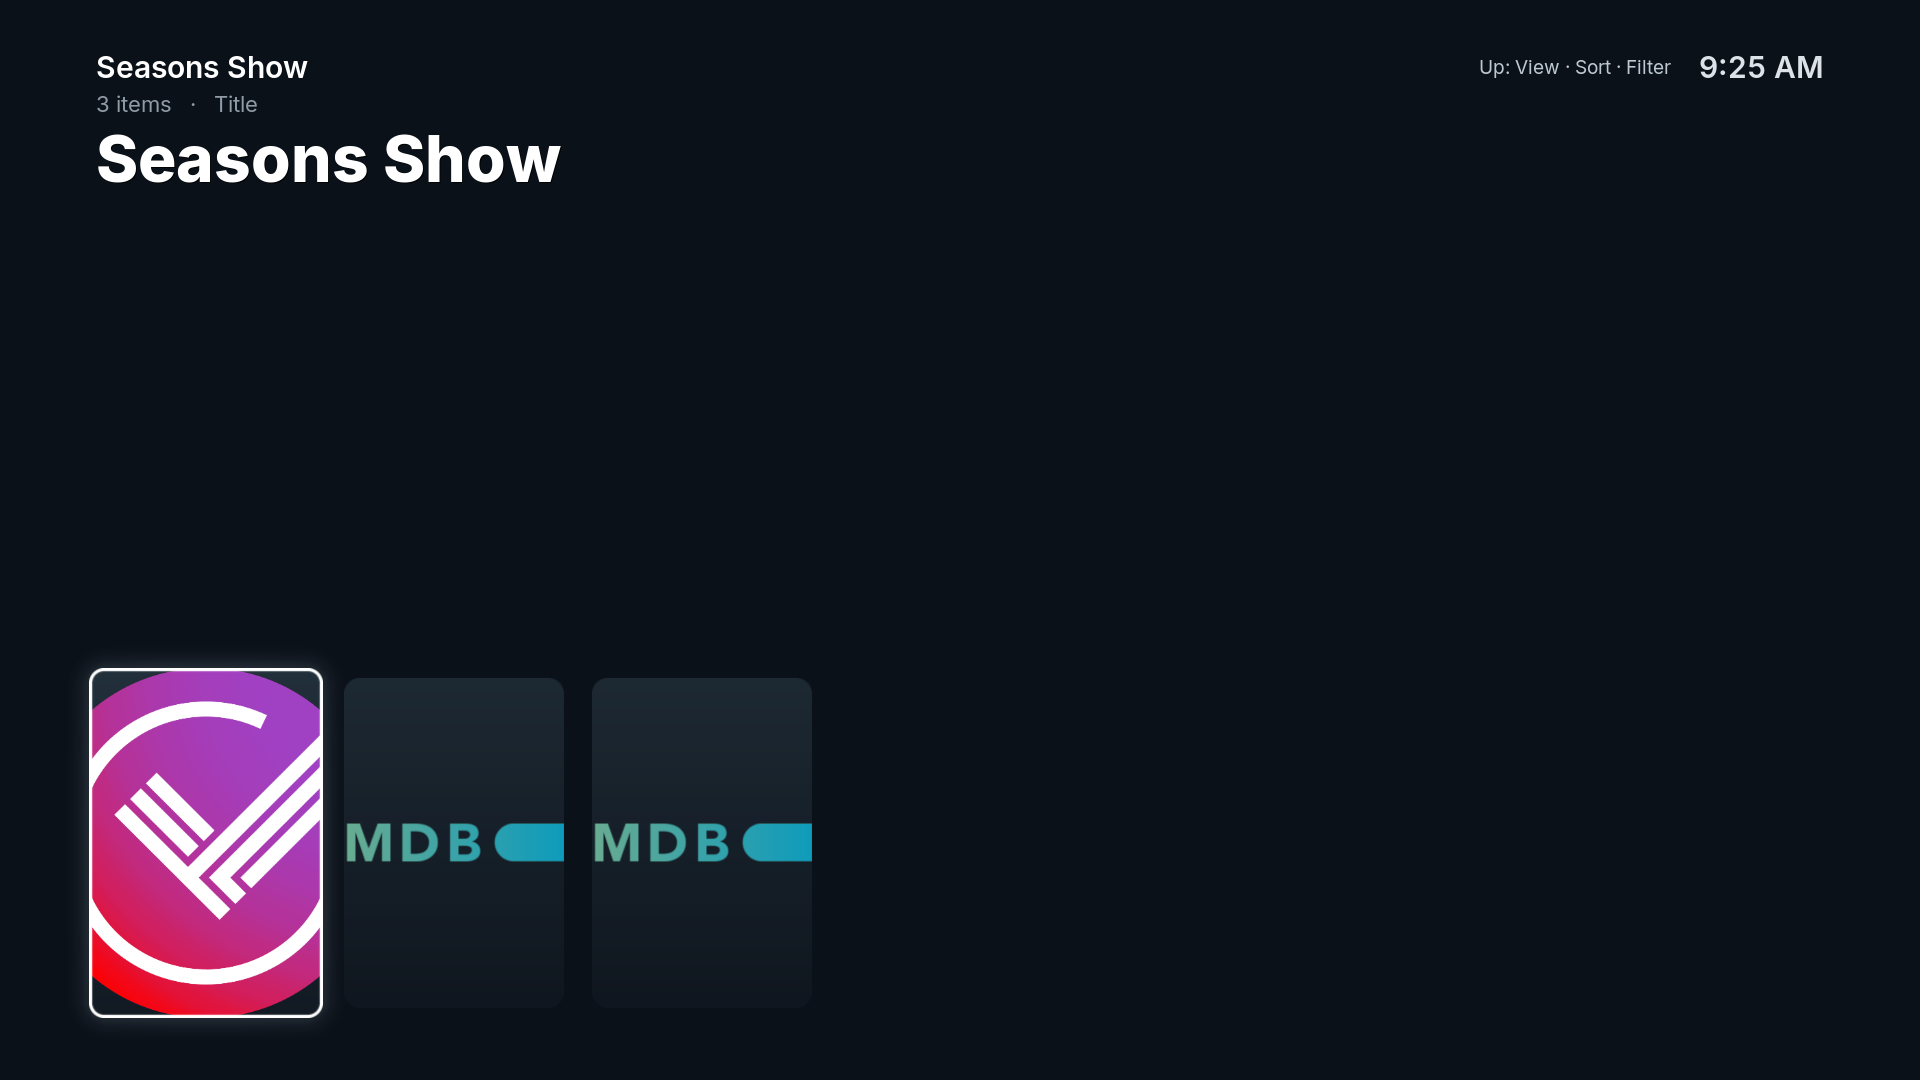 Seasons Show
3 items · Title
Up: View · Sort · Filter
9:25 AM
Seasons Show
MDB
MDB